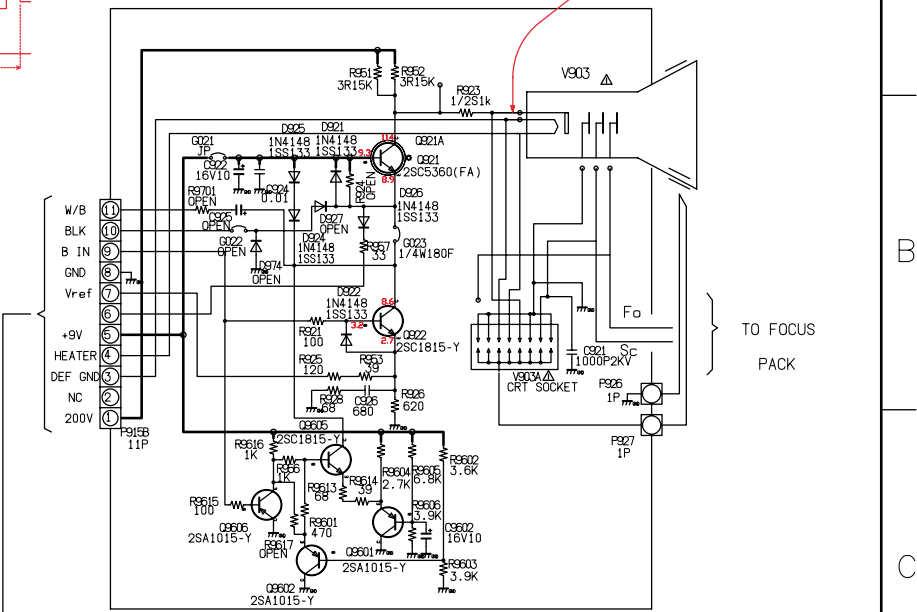 R951
3R15K
R952
3R15K
R923
1/2S1k
V903
G021
JP
C922
16V10
D925
1N4148
1SS133
D921
1N4148
1SS133
114
9.3
8.9
Q921A
Q921
2SC5360(FA)
R924
OPEN
C924
0.01
R9701
OPEN
C925
OPEN
G022
OPEN
D974
OPEN
D924
1N4148
1SS133
D927
OPEN
D926
1N4148
1SS133
R957
33
G023
1/4W180F
W/B 11
BLK 10
B IN 9
GND 8
Vref 7
6
+9V 5
HEATER 4
DEF GND 3
NC 2
200V 1
P915B
11P
D922
1N4148
1SS133
8.6
3.2
2.7
Q922
2SC1815-Y
R921
100
R925
120
R953
39
R928
68
C926
680
R926
620
V903A
CRT SOCKET
C921
1000P2KV
Fo
Sc
TO FOCUS
PACK
P926
1P
P927
1P
B
C
Q9605
2SC1815-Y
R9616
1K
R966
1K
R9613
68
R9614
39
R9604
2.7K
R9605
6.8K
R9602
3.6K
R9606
3.9K
C9602
16V10
R9603
3.9K
R9615
100
Q9606
2SA1015-Y
R9617
OPEN
R9601
470
Q9601
2SA1015-Y
Q9602
2SA1015-Y